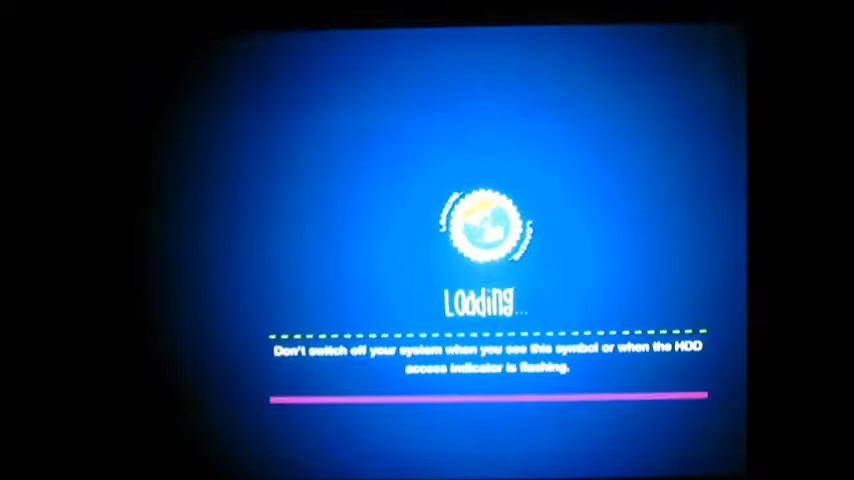 Loading...
Don't switch off your system when you see this symbol or when the HDD
access indicator is flashing.